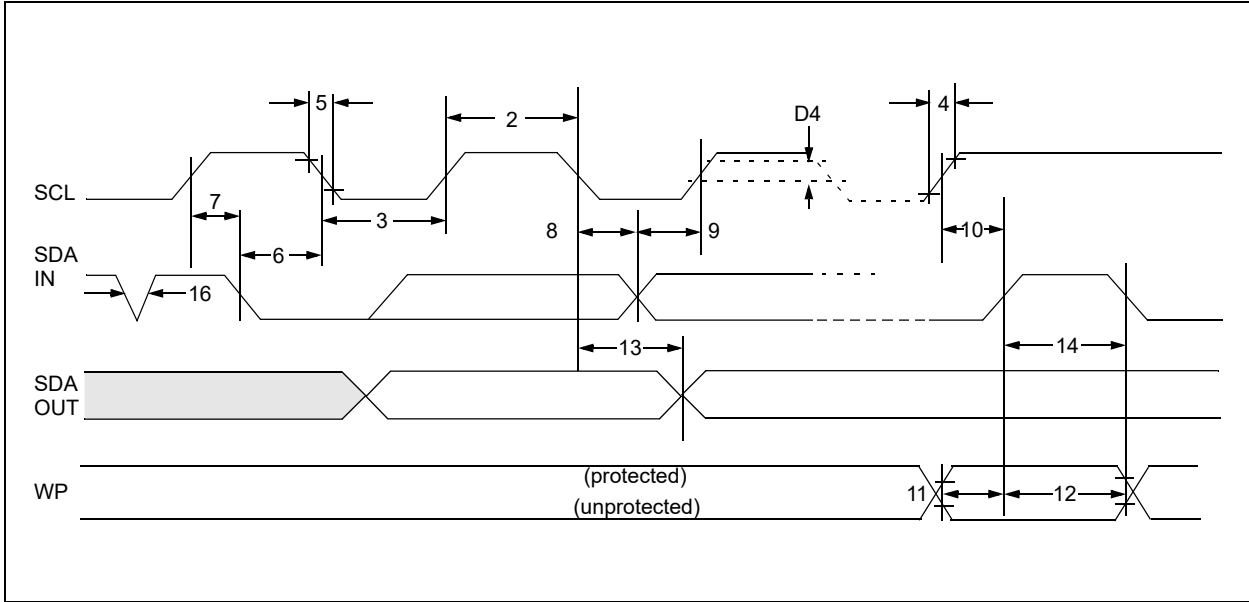 5
2
D4
4
SCL
7
3
8
9
10
SDA
IN
6
16
13
14
SDA
OUT
WP
(protected)
(unprotected)
11
12